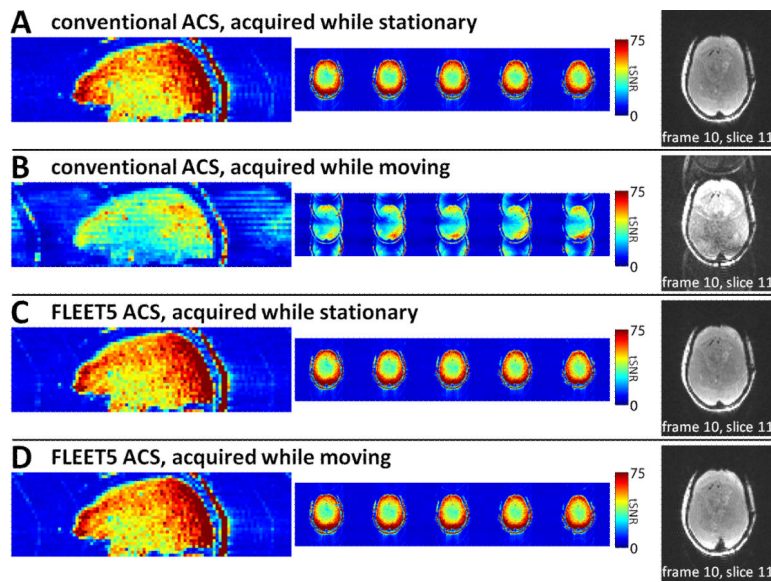 A conventional ACS, acquired while stationary
75
tSNR
0
frame 10, slice 11
B conventional ACS, acquired while moving
75
tSNR
0
frame 10, slice 11
C FLEET5 ACS, acquired while stationary
75
tSNR
0
frame 10, slice 11
D FLEET5 ACS, acquired while moving
75
tSNR
0
frame 10, slice 11